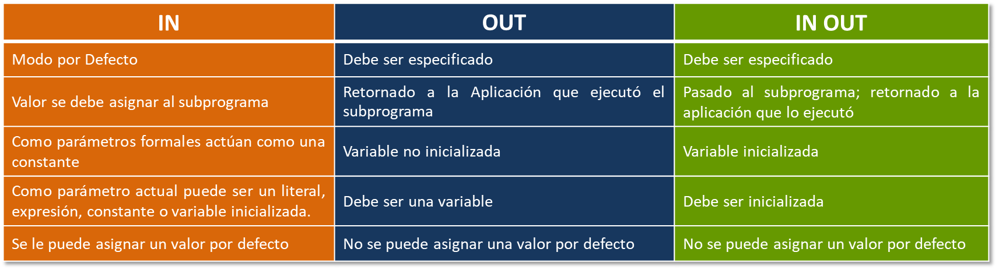 IN
OUT
IN OUT
Modo por Defecto
Debe ser especificado
Debe ser especificado
Valor se debe asignar al subprograma
Retornado a la Aplicación que ejecutó el
subprograma
Pasado al subprograma; retornado a la
aplicación que lo ejecutó
Como parámetros formales actúan como una
constante
Variable no inicializada
Variable inicializada
Como parámetro actual puede ser un literal,
expresión, constante o variable inicializada.
Debe ser una variable
Debe ser inicializada
Se le puede asignar un valor por defecto
No se puede asignar una valor por defecto
No se puede asignar un valor por defecto